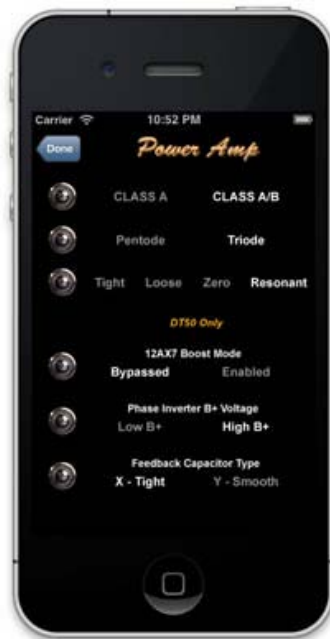 Carrier 10:52 PM
Done Power Amp
CLASS A CLASS A/B
Pentode Triode
Tight Loose Zero Resonant
DT50 Only
12AX7 Boost Mode
Bypassed Enabled
Phase Inverter B+ Voltage
Low B+ High B+
Feedback Capacitor Type
X - Tight Y - Smooth